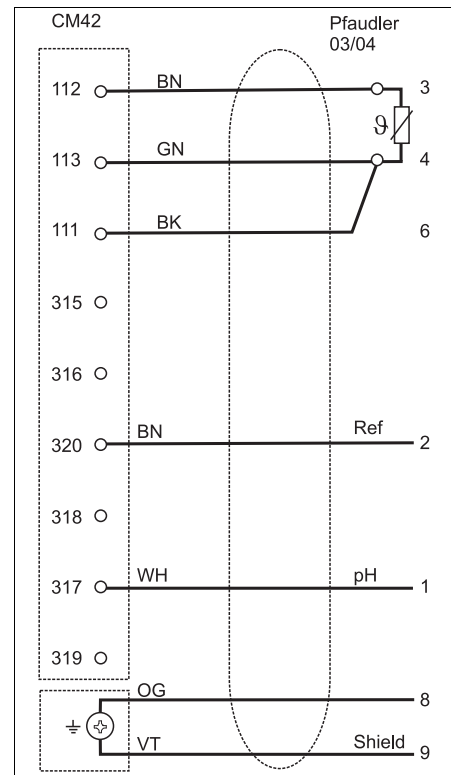 CM42
Pfaudler
03/04
112 BN 3
ϑ
113 GN 4
111 BK 6
315
316
320 BN Ref 2
318
317 WH pH 1
319
OG 8
VT Shield 9